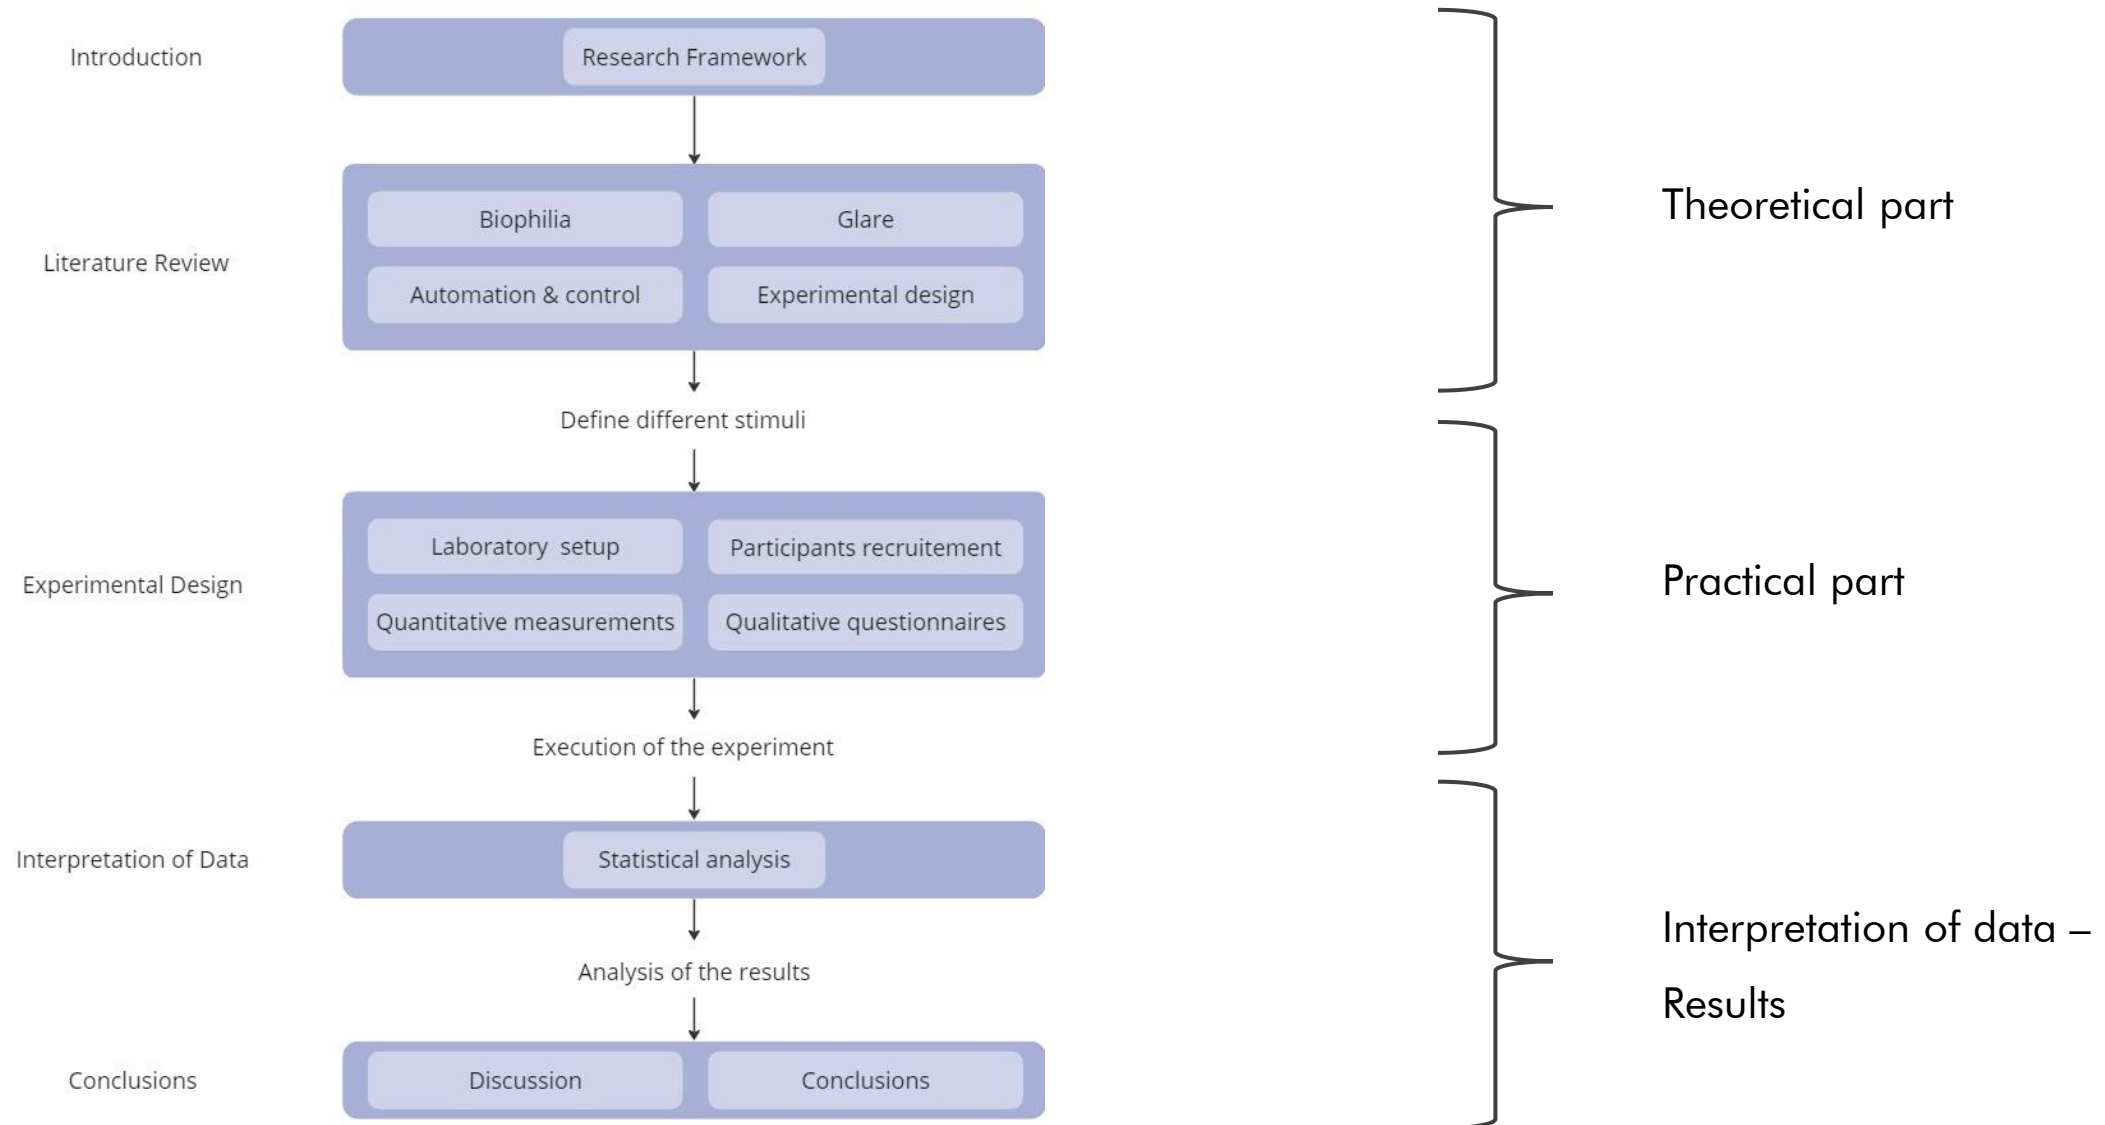 Introduction
Research Framework
Literature Review
Biophilia
Glare
Automation & control
Experimental design
Theoretical part
Define different stimuli
Experimental Design
Laboratory setup
Participants recruitement
Quantitative measurements
Qualitative questionnaires
Practical part
Execution of the experiment
Interpretation of Data
Statistical analysis
Analysis of the results
Interpretation of data –
Results
Conclusions
Discussion
Conclusions